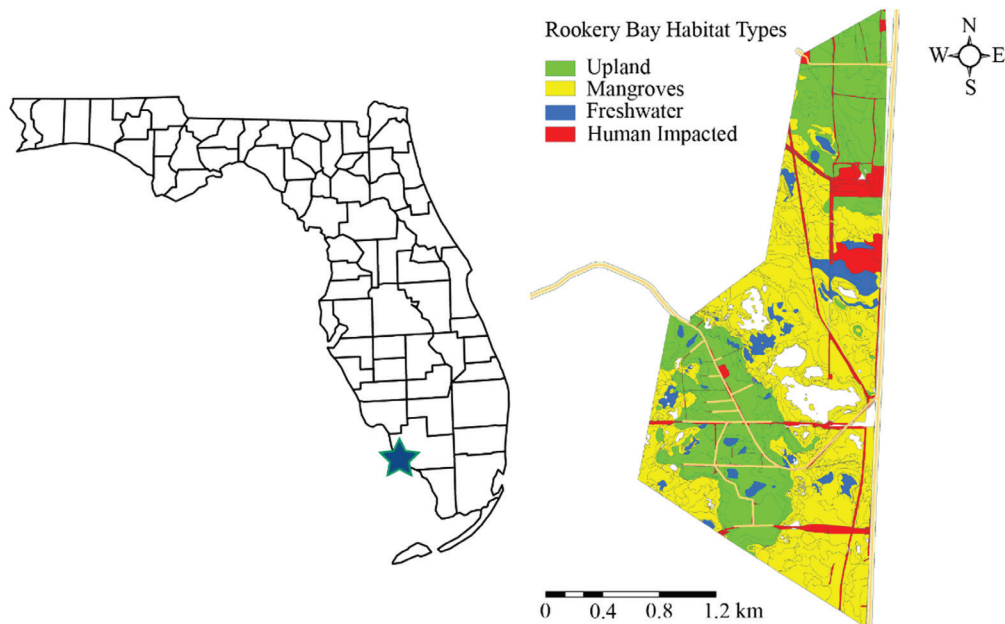 Rookery Bay Habitat Types
Upland
Mangroves
Freshwater
Human Impacted
N
W E
S
0 0.4 0.8 1.2 km